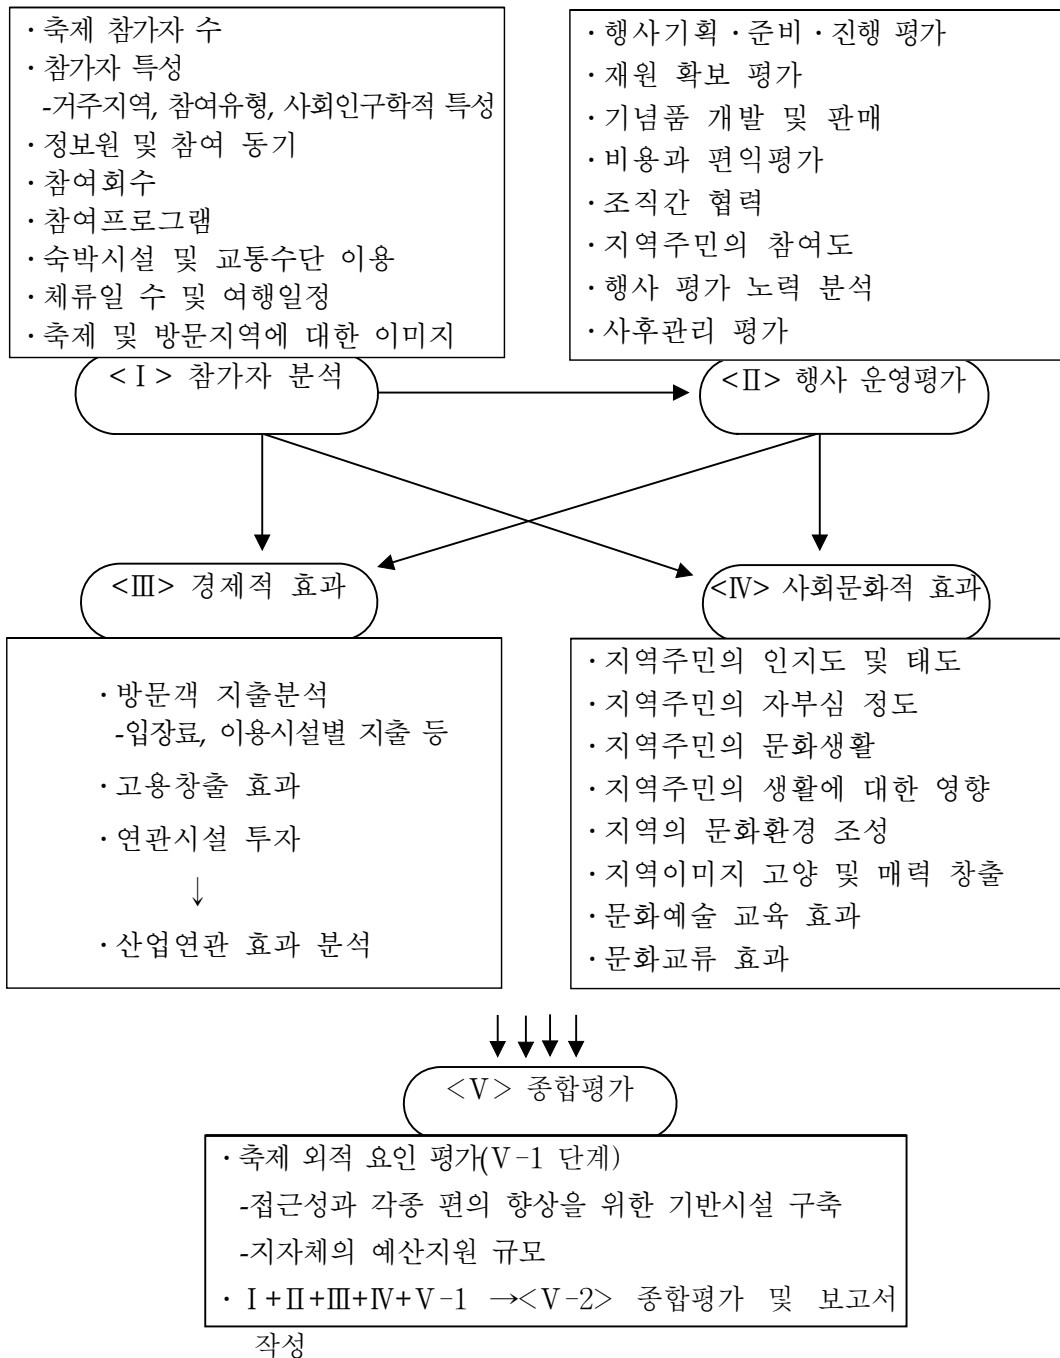 · 축제 참가자 수
· 참가자 특성
-거주지역, 참여유형, 사회인구학적 특성
· 정보원 및 참여 동기
· 참여회수
· 참여프로그램
· 숙박시설 및 교통수단 이용
· 체류일 수 및 여행일정
· 축제 및 방문지역에 대한 이미지
<Ⅰ> 참가자 분석
· 행사기획 · 준비 · 진행 평가
· 재원 확보 평가
· 기념품 개발 및 판매
· 비용과 편익평가
· 조직간 협력
· 지역주민의 참여도
· 행사 평가 노력 분석
· 사후관리 평가
<Ⅱ> 행사 운영평가
<Ⅲ> 경제적 효과
· 방문객 지출분석
-입장료, 이용시설별 지출 등
· 고용창출 효과
· 연관시설 투자
↓
· 산업연관 효과 분석
<Ⅳ> 사회문화적 효과
· 지역주민의 인지도 및 태도
· 지역주민의 자부심 정도
· 지역주민의 문화생활
· 지역주민의 생활에 대한 영향
· 지역의 문화환경 조성
· 지역이미지 고양 및 매력 창출
· 문화예술 교육 효과
· 문화교류 효과
<Ⅴ> 종합평가
· 축제 외적 요인 평가(Ⅴ-1 단계)
-접근성과 각종 편의 향상을 위한 기반시설 구축
-지자체의 예산지원 규모
· Ⅰ+Ⅱ+Ⅲ+Ⅳ+Ⅴ-1 →<Ⅴ-2> 종합평가 및 보고서
작성